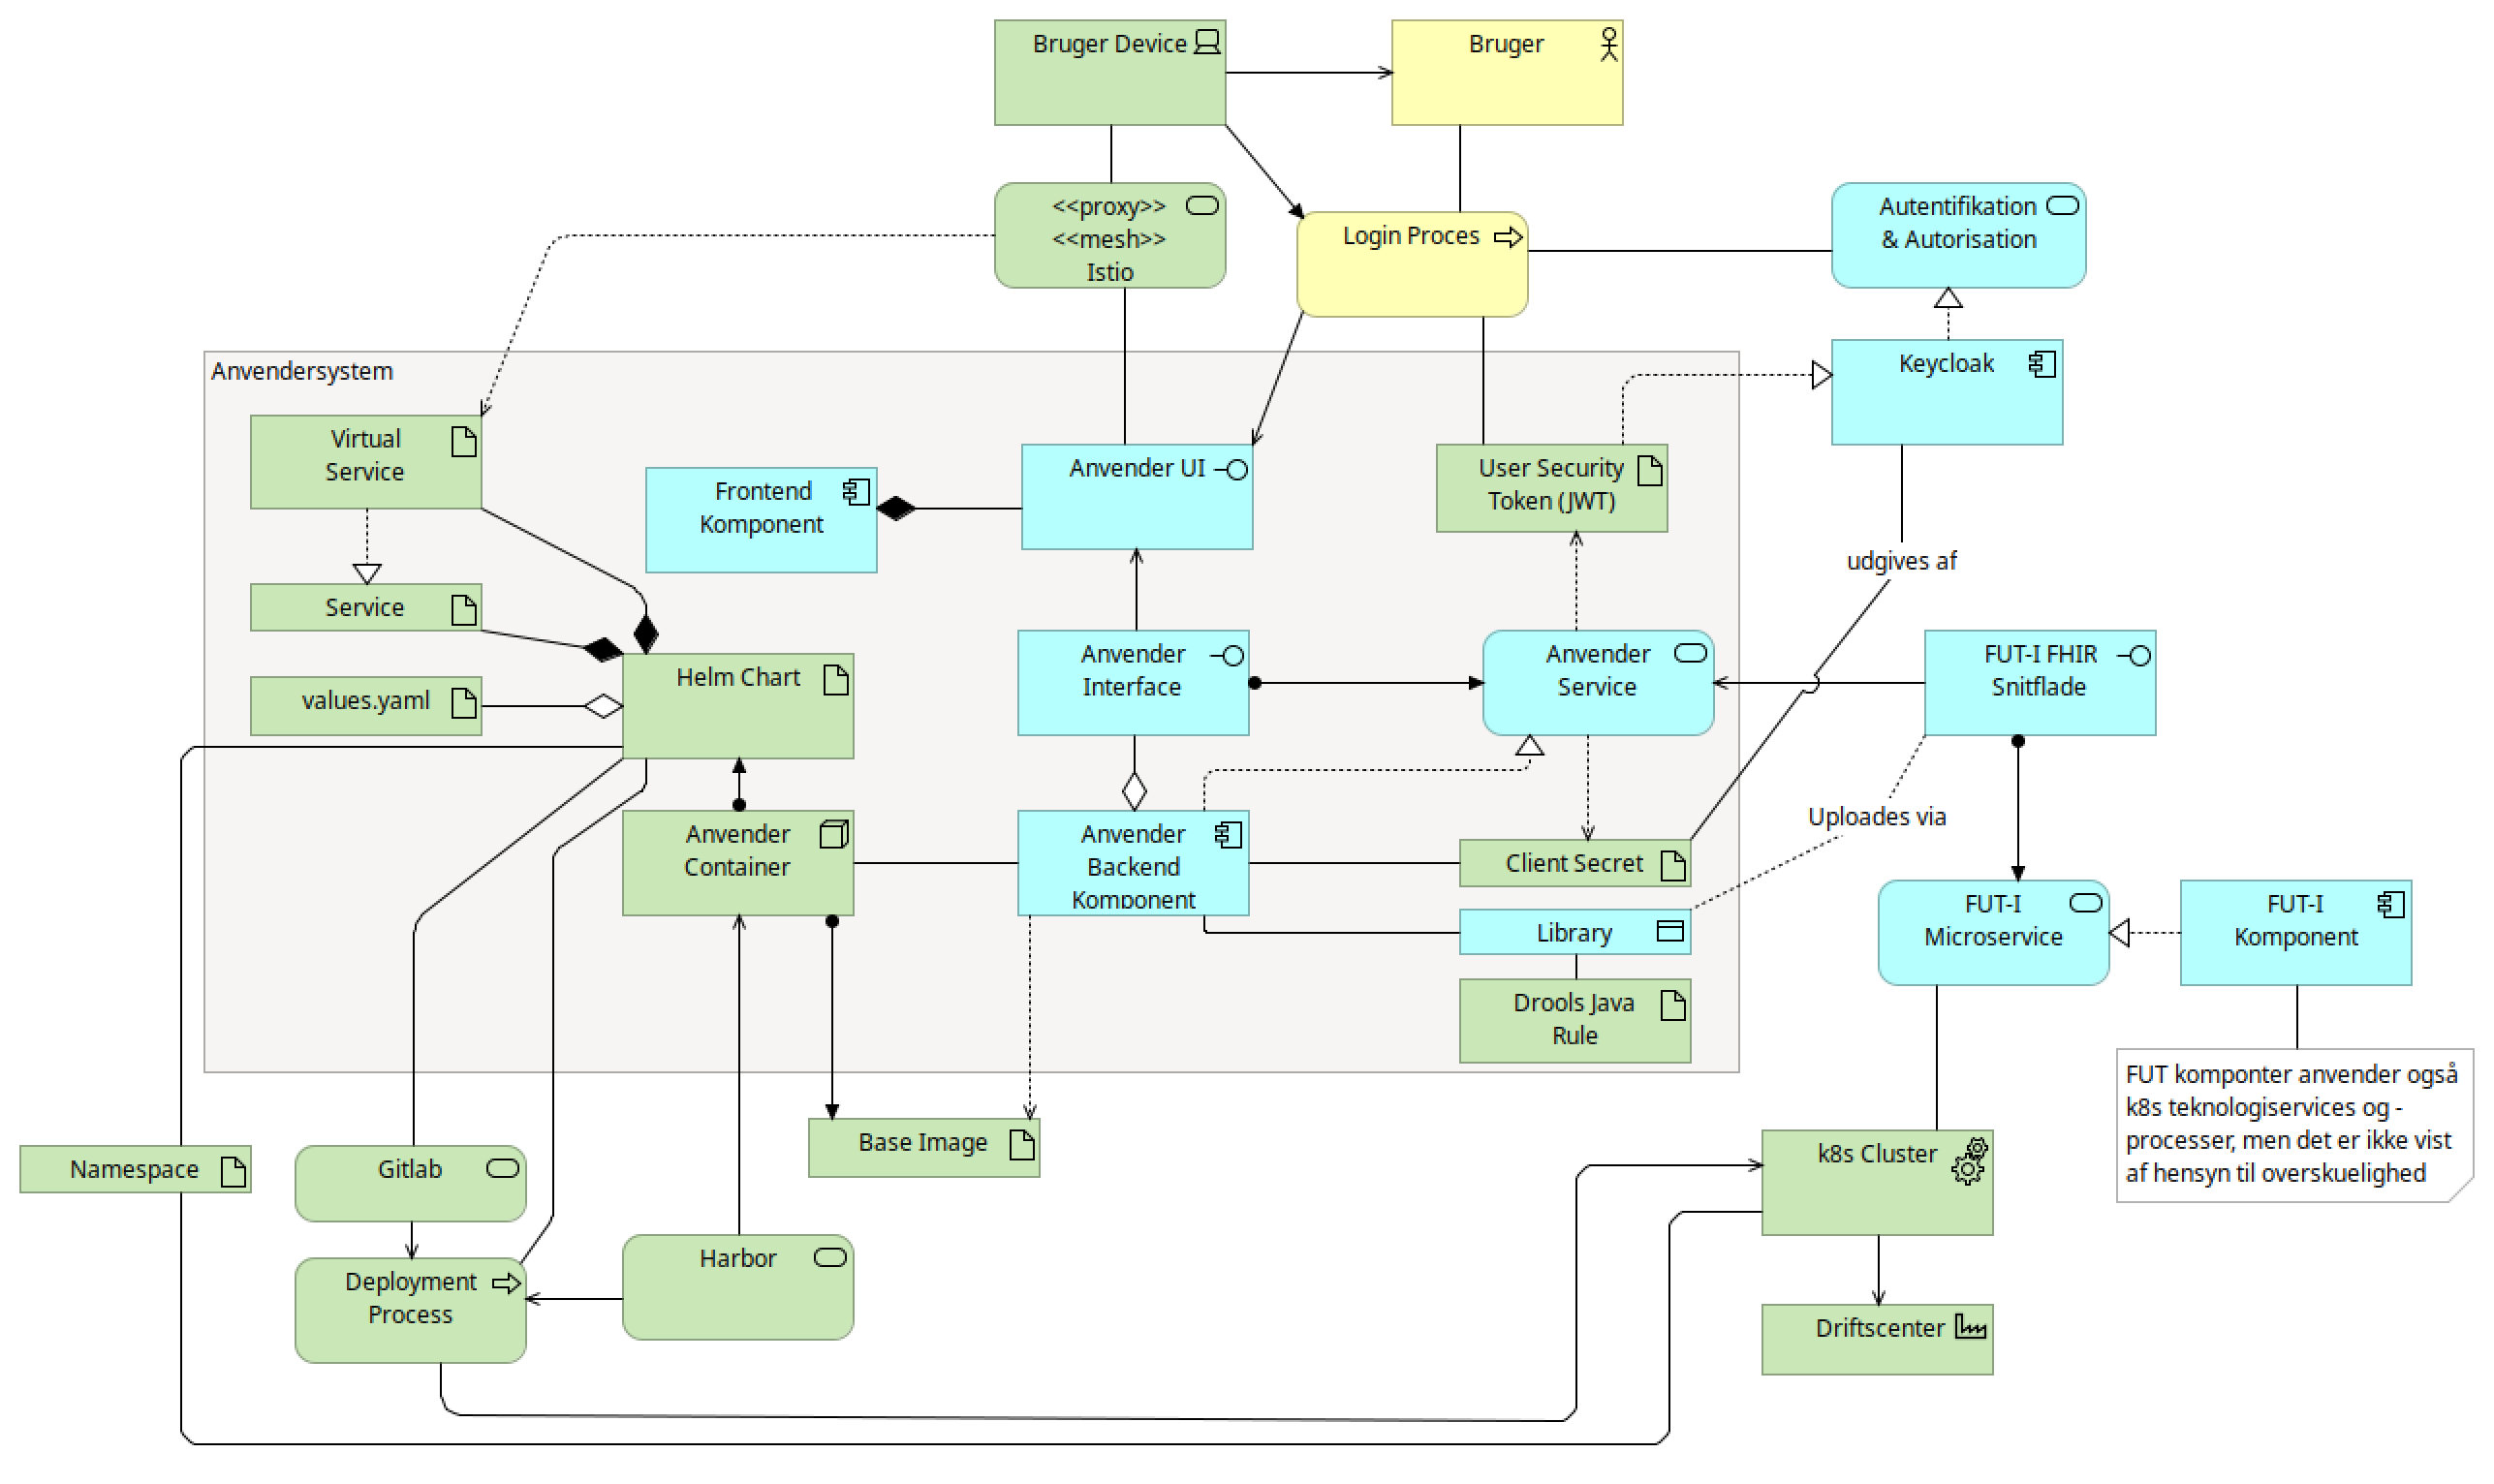 Bruger Device
Bruger
<<proxy>>
<<mesh>>
Istio
Login Proces
Autentifikation
& Autorisation
Anvendersystem
Keycloak
Virtual
Service
Frontend
Komponent
Anvender UI
User Security
Token (JWT)
udgives af
Service
Helm Chart
values.yaml
Anvender
Interface
Anvender
Service
FUT-I FHIR
Snitflade
Uploades via
Anvender
Container
Anvender
Backend
Komponent
Client Secret
Library
Drools Java
Rule
FUT-I
Microservice
FUT-I
Komponent
FUT komponter anvender også
k8s teknologiservices og -
processer, men det er ikke vist
af hensyn til overskuelighed
Base Image
Namespace
Gitlab
k8s Cluster
Harbor
Deployment
Process
Driftscenter